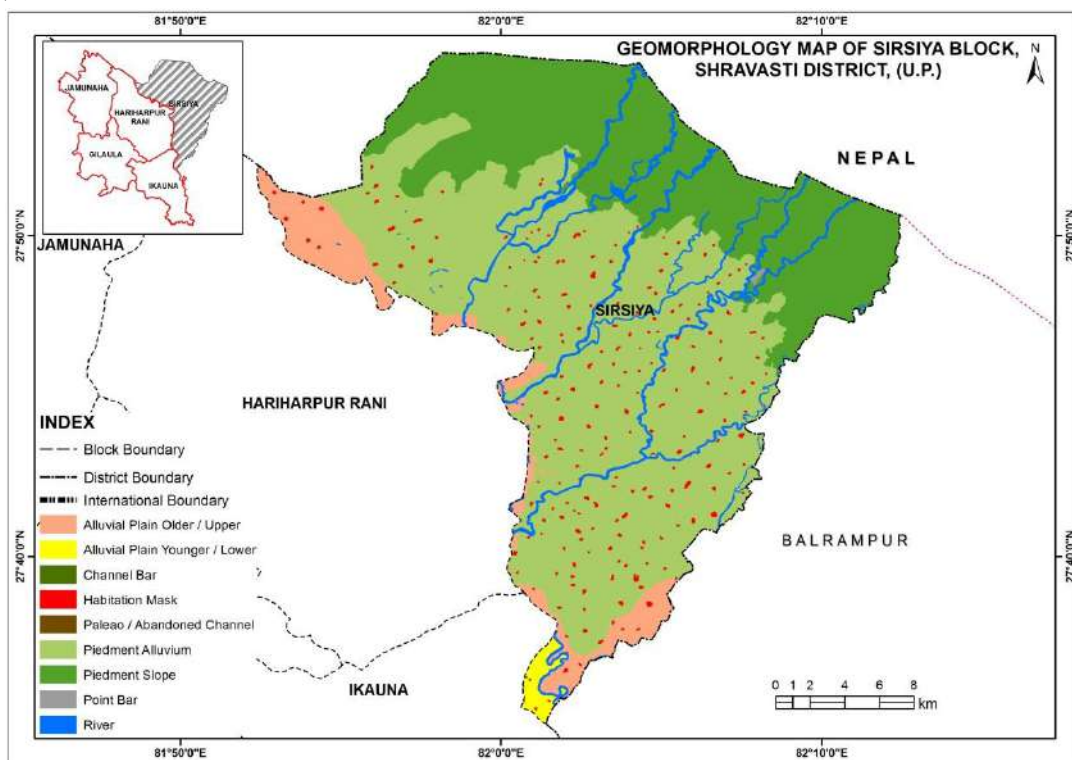 81°50'0"E
82°0'0"E
82°10'0"E
GEOMORPHOLOGY MAP OF SIRSIYA BLOCK,
SHRAVASTI DISTRICT, (U.P.)
N
JAMUNAHA
SIRSIYA
HARIHARPUR
RANI
GILAULA
IKAUNA
NEPAL
27°50'0"N
27°50'0"N
JAMUNAHA
SIRSIYA
HARIHARPUR RANI
INDEX
Block Boundary
District Boundary
International Boundary
Alluvial Plain Older / Upper
Alluvial Plain Younger / Lower
Channel Bar
Habitation Mask
Paleao / Abandoned Channel
Piedment Alluvium
Piedment Slope
Point Bar
River
BALRAMPUR
27°40'0"N
27°40'0"N
IKAUNA
0 1 2 4 6 8
km
81°50'0"E
82°0'0"E
82°10'0"E